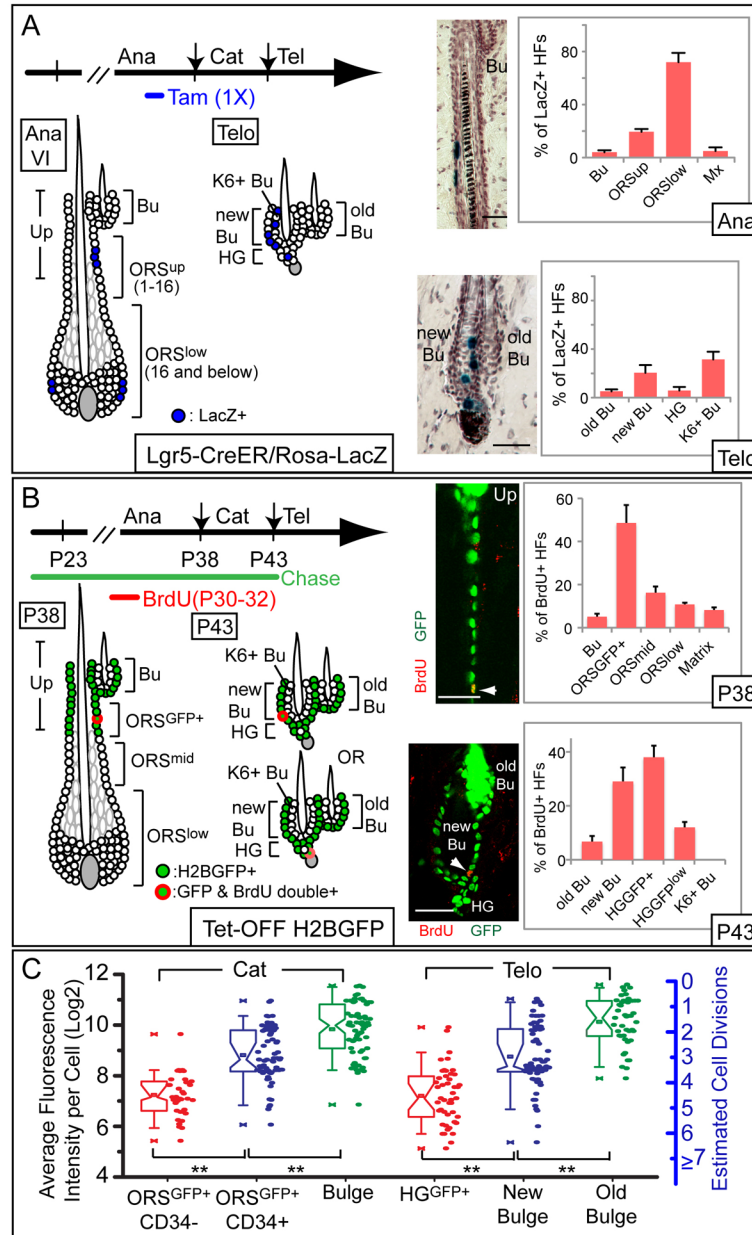 A
Ana
Cat
Tel
Tam (1X)
Ana
VI
Telo
Up
Bu
ORSup
(1-16)
ORSlow
(16 and below)
K6+ Bu
new
Bu
HG
old
Bu
: LacZ+
Lgr5-CreER/Rosa-LacZ
Bu
% of LacZ+ HFs
80
40
0
Bu
ORSup
ORSlow
Mx
Ana
new
Bu
old
Bu
% of LacZ+ HFs
80
40
0
old Bu
new Bu
HG
K6+ Bu
Telo
B
Ana
Cat
Tel
P23
P38
P43
Chase
BrdU(P30-32)
P38
P43
Up
Bu
ORSGFP+
ORSmid
ORSlow
K6+ Bu
new
Bu
HG
old
Bu
OR
K6+ Bu
new
Bu
HG
old
Bu
:H2BGFP+
:GFP & BrdU double+
Tet-OFF H2BGFP
Up
BrdU GFP
% of BrdU+ HFs
60
40
20
0
Bu
ORSGFP+
ORSmid
ORSlow
Matrix
P38
old
Bu
new
Bu
HG
BrdU GFP
% of BrdU+ HFs
40
20
0
old Bu
new Bu
HGGFP+
HGGFPlow
K6+ Bu
P43
C
Cat
Telo
Average Fluorescence
Intensity per Cell (Log2)
12
10
8
6
4
0
1
2
3
4
5
6
≥7
Estimated Cell Divisions
** ** ** **
ORSGFP+
CD34-
ORSGFP+
CD34+
Bulge
HGGFP+
New
Bulge
Old
Bulge